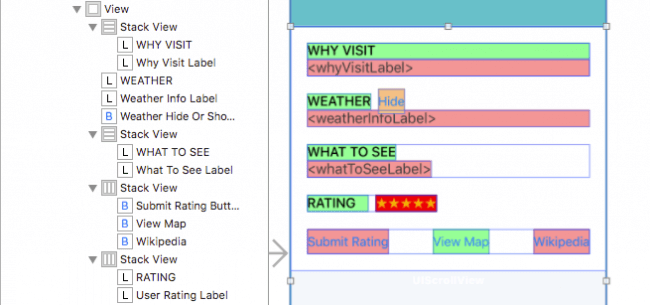 View
Stack View
L WHY VISIT
L Why Visit Label
L WEATHER
L Weather Info Label
B Weather Hide Or Sho...
Stack View
L WHAT TO SEE
L What To See Label
Stack View
B Submit Rating Butt...
B View Map
B Wikipedia
Stack View
L RATING
L User Rating Label
WHY VISIT
<whyVisitLabel>
WEATHER Hide
<weatherInfoLabel>
WHAT TO SEE
<whatToSeeLabel>
RATING ★★★★★
Submit Rating View Map Wikipedia
UIScrollView